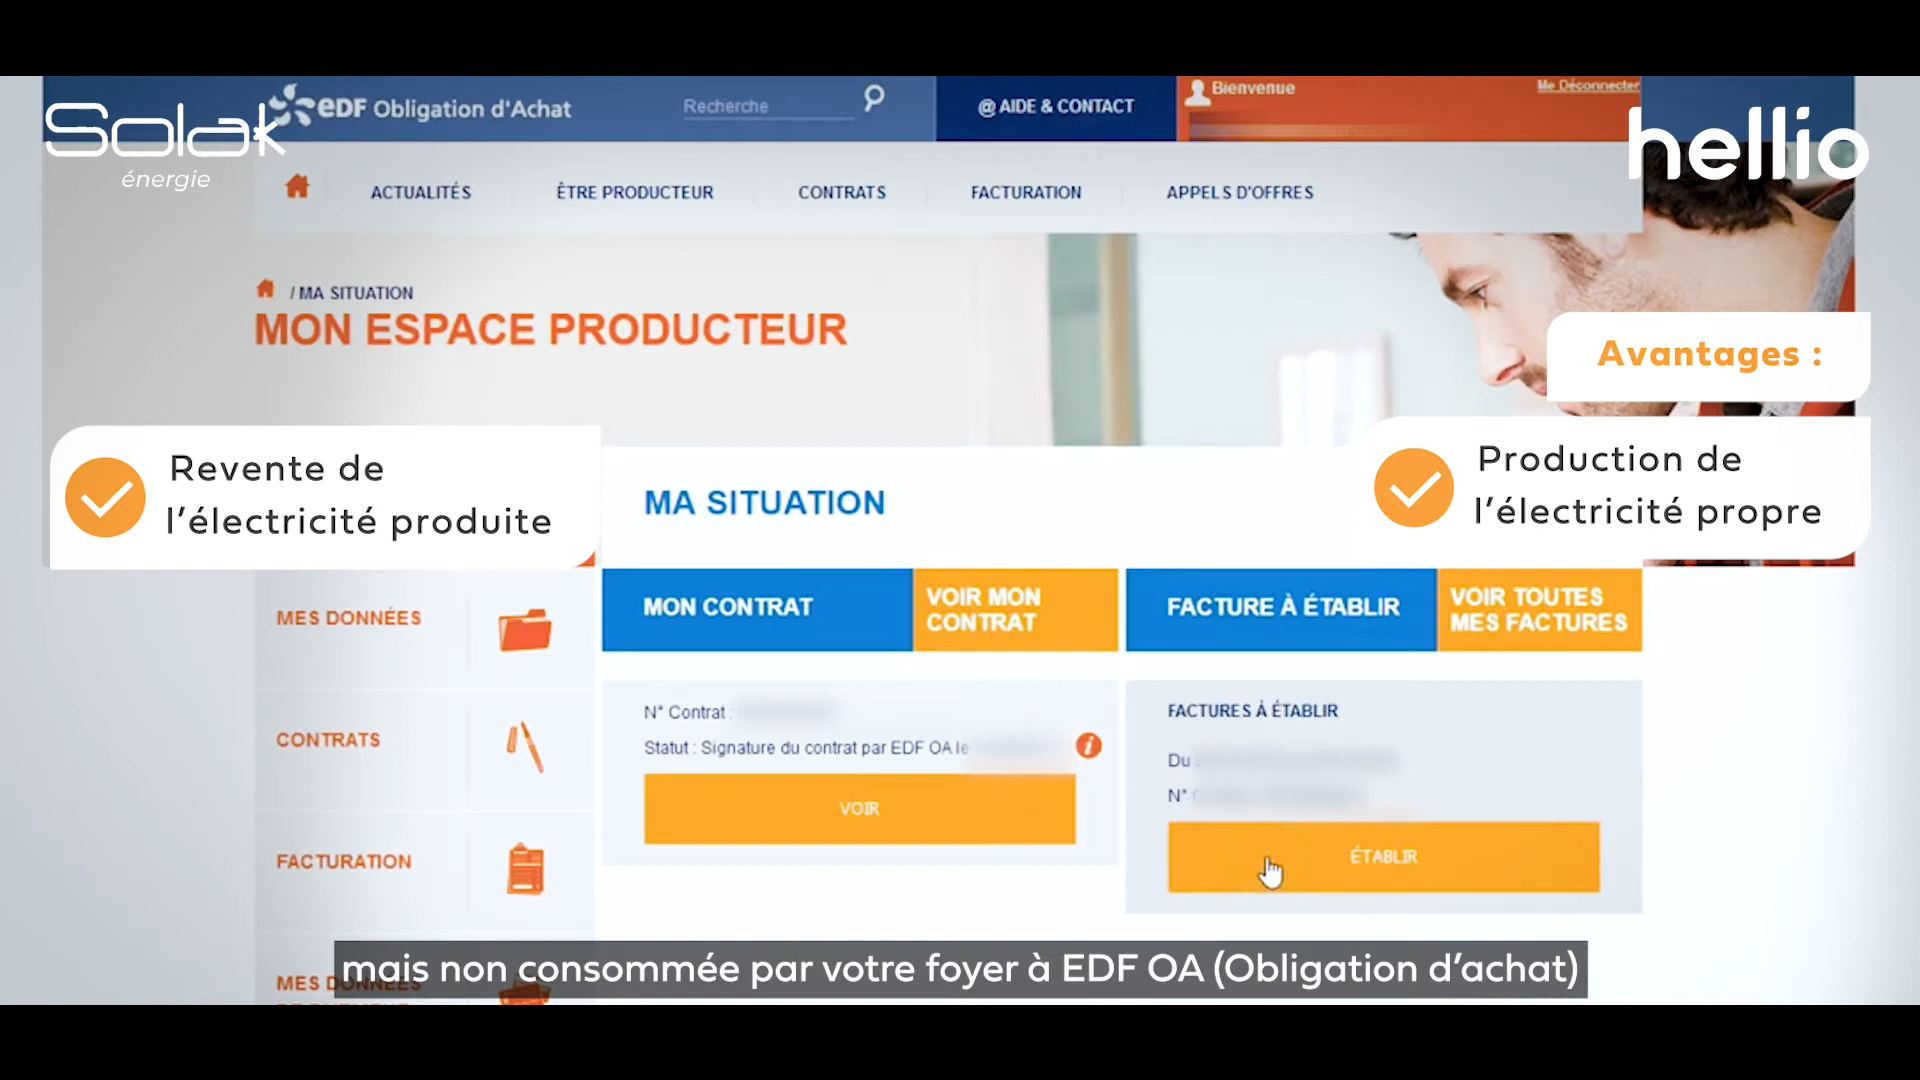 Solak
énergie
eDF Obligation d'Achat
Recherche
@ AIDE & CONTACT
Bienvenue
Me Déconnecter
hellio
ACTUALITÉS
ÊTRE PRODUCTEUR
CONTRATS
FACTURATION
APPELS D'OFFRES
/ MA SITUATION
MON ESPACE PRODUCTEUR
Avantages :
Revente de
l'électricité produite
Production de
l'électricité propre
MA SITUATION
MON CONTRAT
VOIR MON
CONTRAT
FACTURE À ÉTABLIR
VOIR TOUTES
MES FACTURES
MES DONNÉES
CONTRATS
FACTURATION
MES DONNÉES
N° Contrat :
Statut : Signature du contrat par EDF OA le
VOIR
FACTURES À ÉTABLIR
Du
N°
ÉTABLIR
mais non consommée par votre foyer à EDF OA (Obligation d'achat)